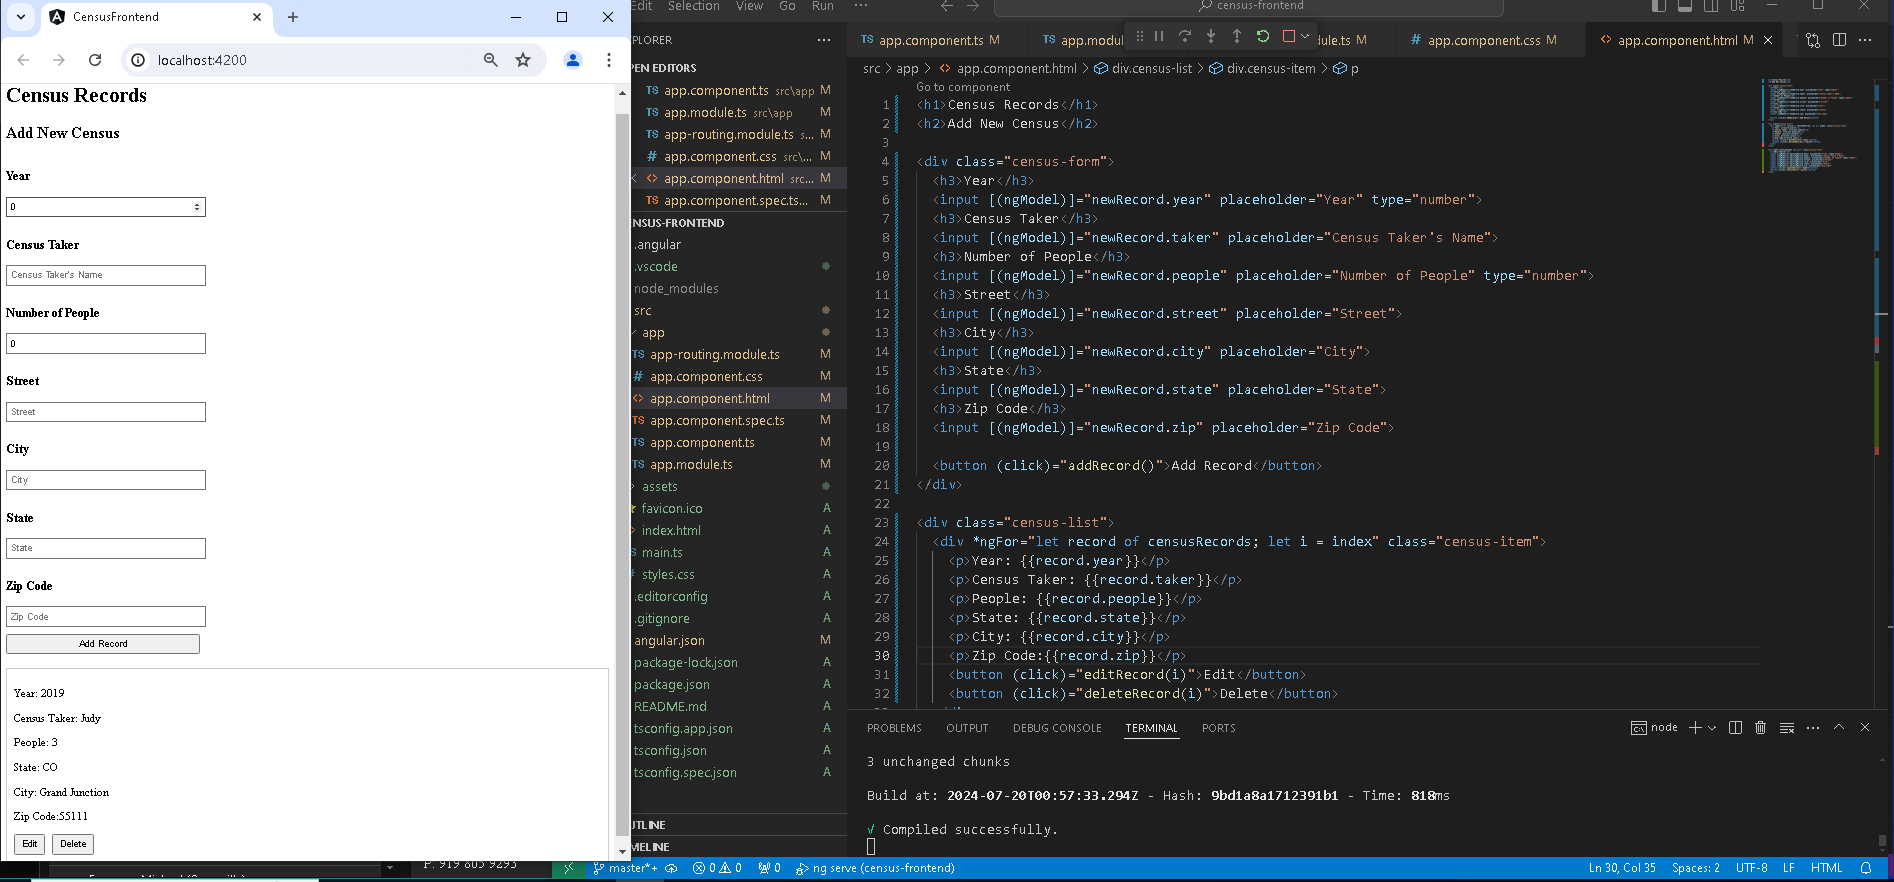 CensusFrontend
localhost:4200
Census Records
Add New Census
Year
0
Census Taker
Census Taker's Name
Number of People
0
Street
Street
City
City
State
State
Zip Code
Zip Code
Add Record
Year: 2019
Census Taker: Judy
People: 3
State: CO
City: Grand Junction
Zip Code:55111
Edit Delete
P: 919 605 9293
Edit Selection View Go Run ···
census-frontend
PLORER
PEN EDITORS
TS app.component.ts src\app M
TS app.module.ts src\app M
TS app-routing.module.ts s... M
# app.component.css src\... M
<> app.component.html src... M
TS app.component.spec.ts... M
NSUS-FRONTEND
.angular
.vscode
node_modules
src
app
TS app-routing.module.ts M
# app.component.css M
<> app.component.html M
TS app.component.spec.ts M
TS app.component.ts M
TS app.module.ts M
assets
favicon.ico A
index.html A
main.ts A
styles.css A
.editorconfig A
.gitignore A
angular.json M
package-lock.json A
package.json A
README.md A
tsconfig.app.json A
tsconfig.json A
tsconfig.spec.json A
UTLINE
MELINE
TS app.component.ts M
TS app.modul
ule.ts M
# app.component.css M
<> app.component.html M
src > app > <> app.component.html > div.census-list > div.census-item > p
Go to component
1 <h1>Census Records</h1>
2 <h2>Add New Census</h2>
3
4 <div class="census-form">
5 <h3>Year</h3>
6 <input [(ngModel)]="newRecord.year" placeholder="Year" type="number">
7 <h3>Census Taker</h3>
8 <input [(ngModel)]="newRecord.taker" placeholder="Census Taker's Name">
9 <h3>Number of People</h3>
10 <input [(ngModel)]="newRecord.people" placeholder="Number of People" type="number">
11 <h3>Street</h3>
12 <input [(ngModel)]="newRecord.street" placeholder="Street">
13 <h3>City</h3>
14 <input [(ngModel)]="newRecord.city" placeholder="City">
15 <h3>State</h3>
16 <input [(ngModel)]="newRecord.state" placeholder="State">
17 <h3>Zip Code</h3>
18 <input [(ngModel)]="newRecord.zip" placeholder="Zip Code">
19
20 <button (click)="addRecord()">Add Record</button>
21 </div>
22
23 <div class="census-list">
24 <div *ngFor="let record of censusRecords; let i = index" class="census-item">
25 <p>Year: {{record.year}}</p>
26 <p>Census Taker: {{record.taker}}</p>
27 <p>People: {{record.people}}</p>
28 <p>State: {{record.state}}</p>
29 <p>City: {{record.city}}</p>
30 <p>Zip Code:{{record.zip}}</p>
31 <button (click)="editRecord(i)">Edit</button>
32 <button (click)="deleteRecord(i)">Delete</button>
PROBLEMS OUTPUT DEBUG CONSOLE TERMINAL PORTS
node
3 unchanged chunks
Build at: 2024-07-20T00:57:33.294Z - Hash: 9bd1a8a1712391b1 - Time: 818ms
√ Compiled successfully.
master*+ 0 0 0 ng serve (census-frontend)
Ln 30, Col 35 Spaces: 2 UTF-8 LF HTML